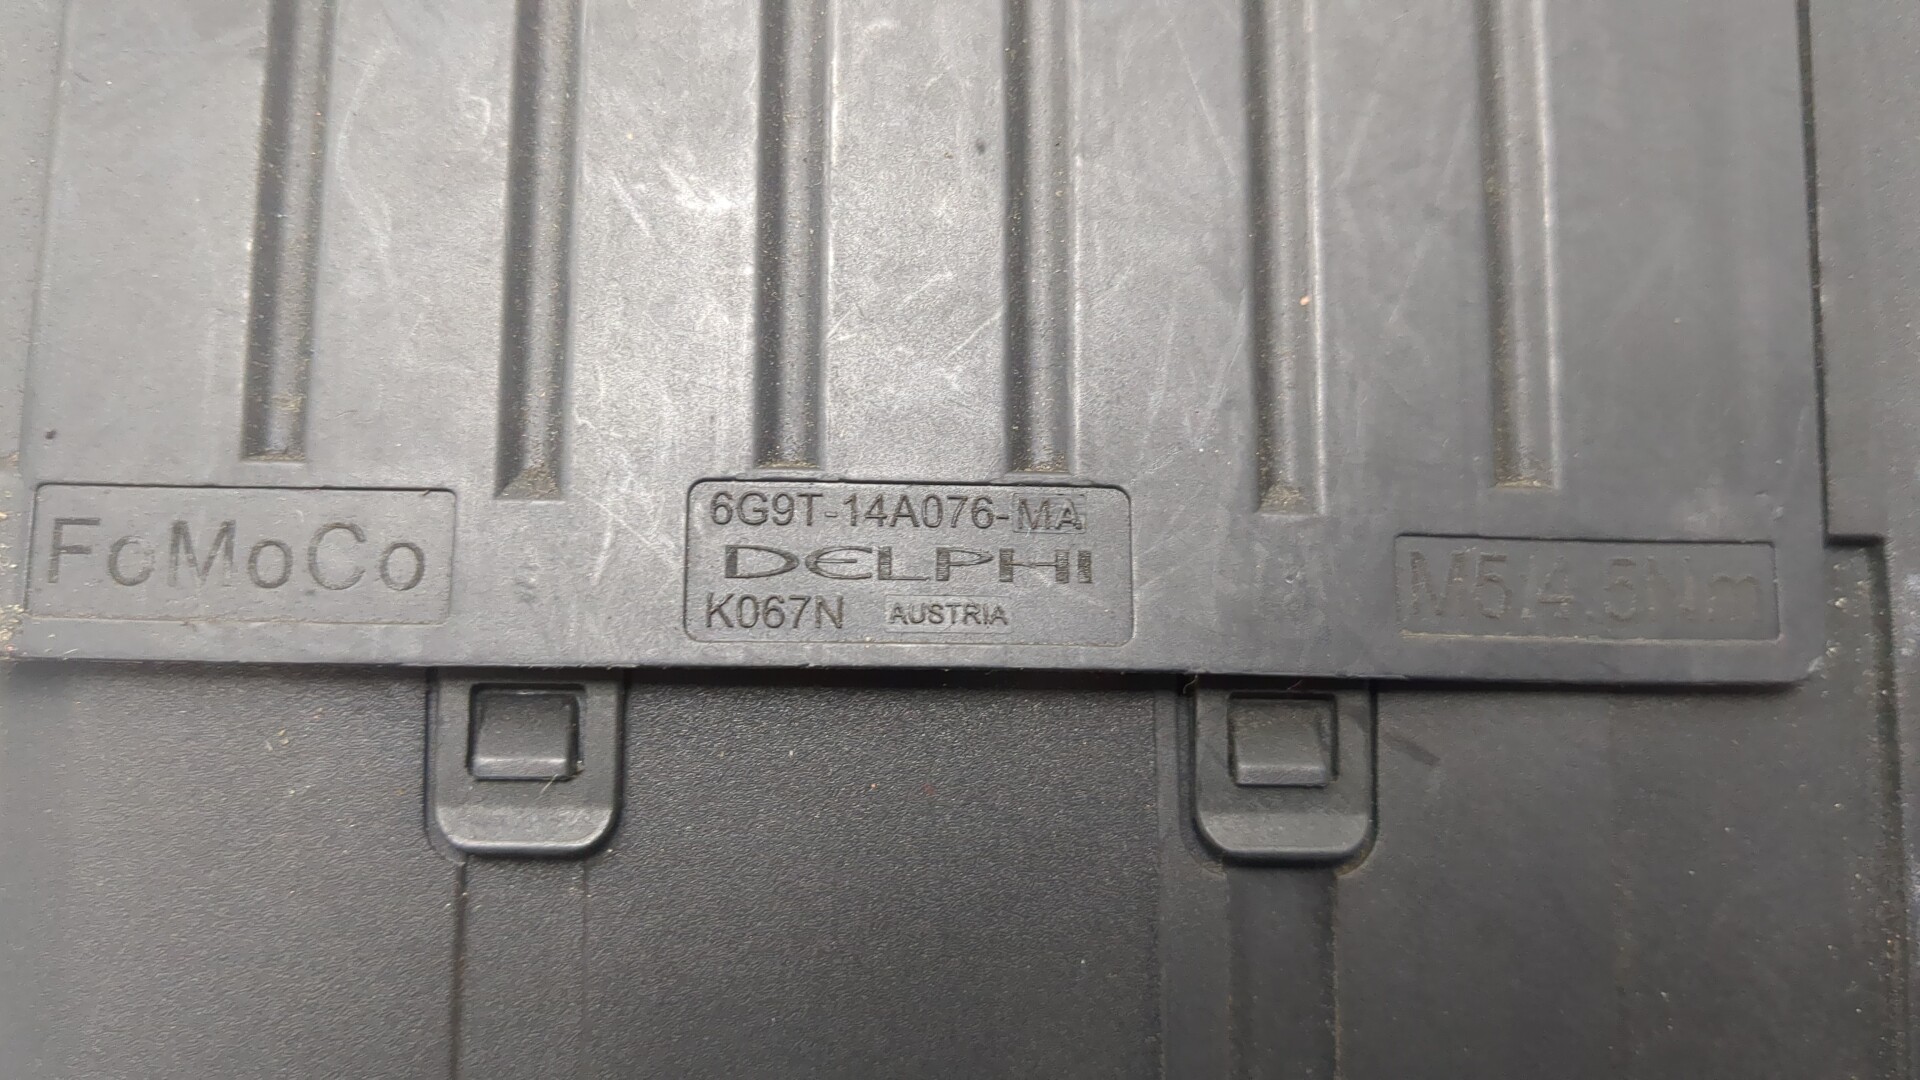 FoMoCo
6G9T-14A076-MA
DELPHI
K067N AUSTRIA
M5/4.5Nm